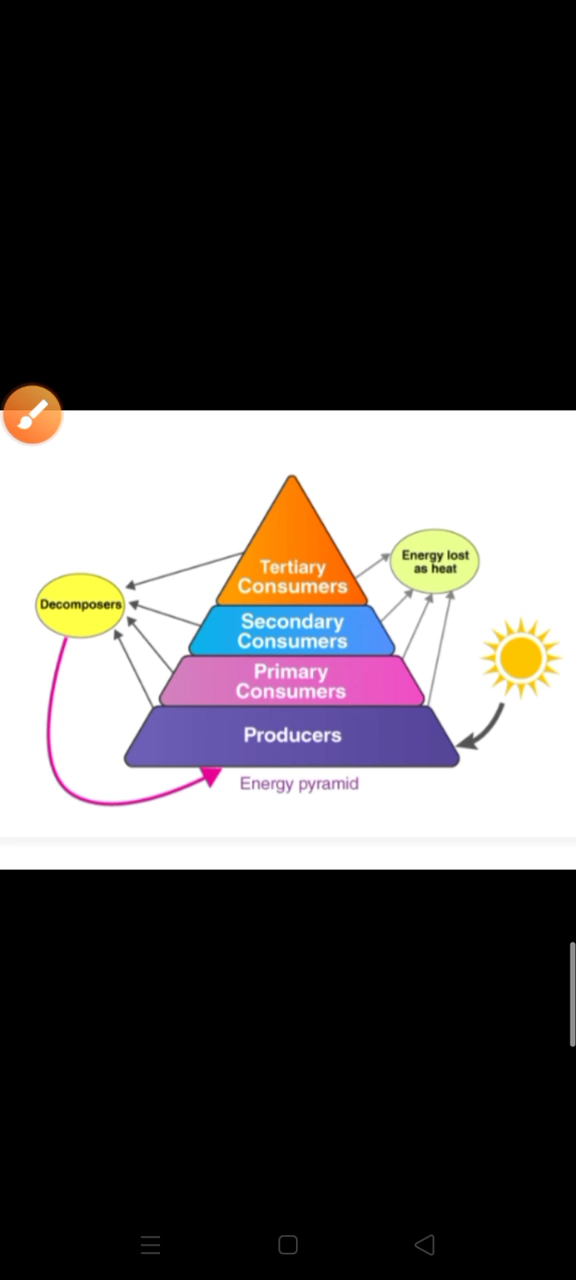 Tertiary
Consumers
Energy lost
as heat
Decomposers
Secondary
Consumers
Primary
Consumers
Producers
Energy pyramid